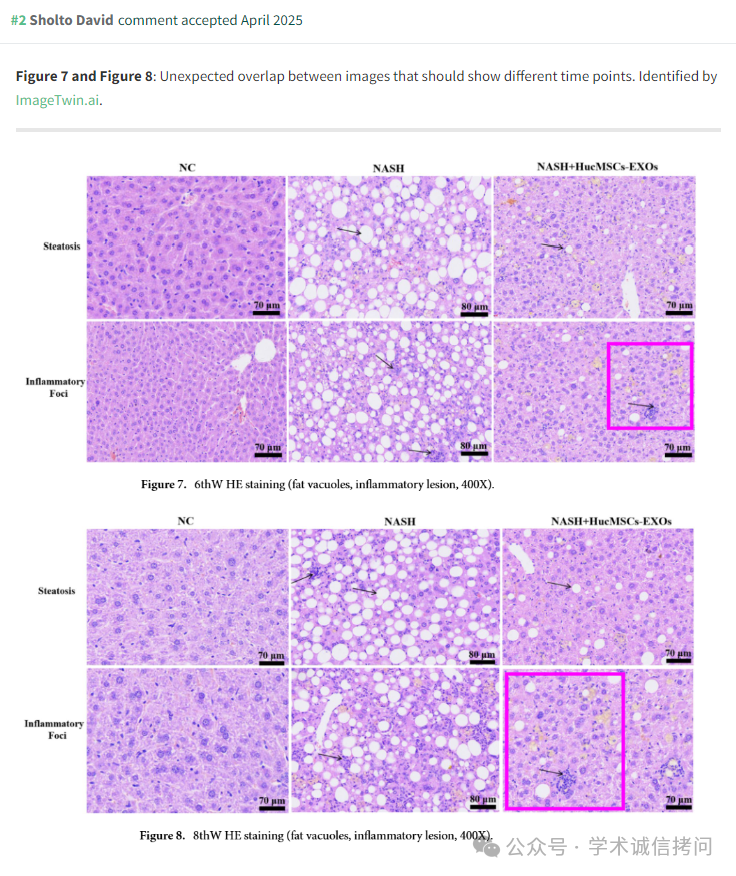 #2 Sholto David comment accepted April 2025
Figure 7 and Figure 8: Unexpected overlap between images that should show different time points. Identified by
ImageTwin.ai.
NC NASH NASH+HucMSCs-EXOs
Steatosis
70 μm 80 μm 70 μm
Inflammatory
Foci
70 μm 80 μm 70 μm
Figure 7. 6thW HE staining (fat vacuoles, inflammatory lesion, 400X).
NC NASH NASH+HucMSCs-EXOs
Steatosis
70 μm 80 μm 70 μm
Inflammatory
Foci
70 μm 80 μm 70 μm
Figure 8. 8thW HE staining (fat vacuoles, inflammatory lesion, 400X).
公众号 · 学术诚信拷问